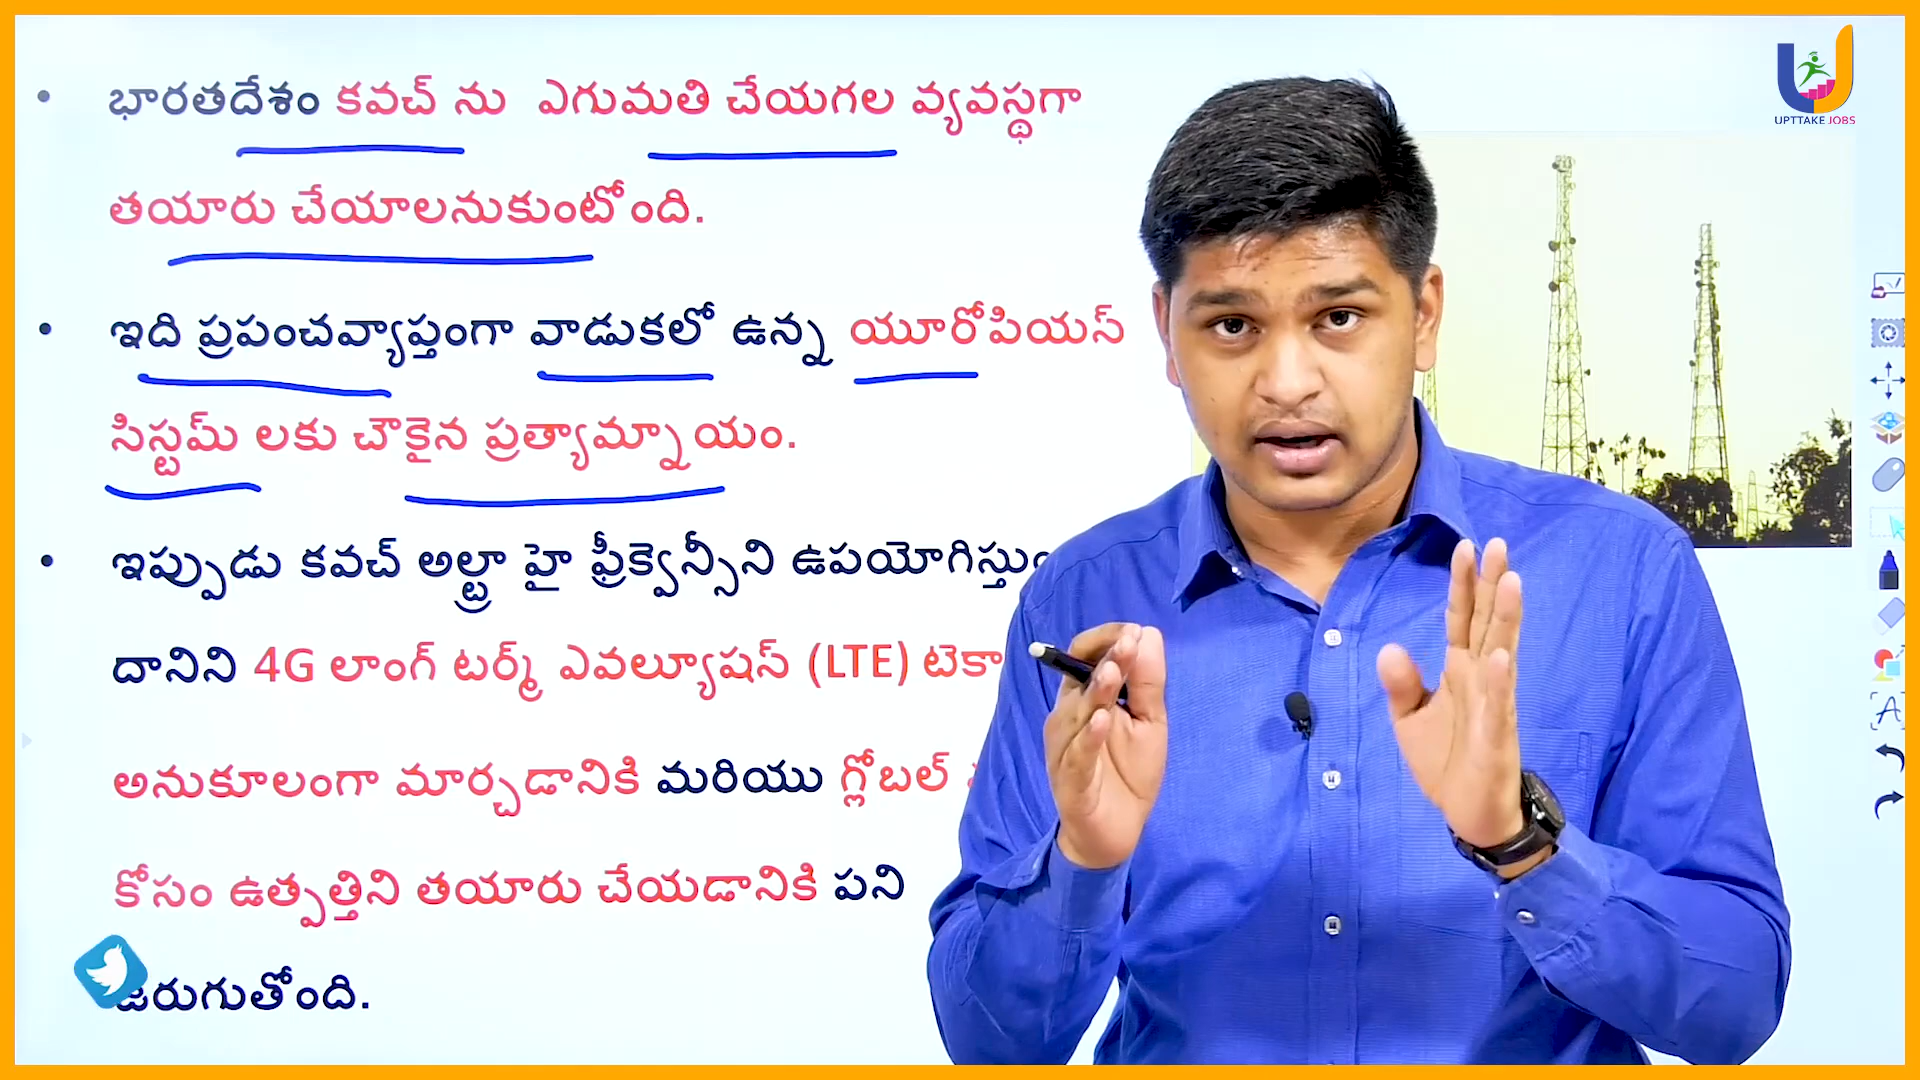 UPTTAKE JOBS
• భారతదేశం కవచ్ ను ఎగుమతి చేయగల వ్యవస్థగా
తయారు చేయాలనుకుంటోంది.
• ఇది ప్రపంచవ్యాప్తంగా వాడుకలో ఉన్న యూరోపియన్
సిస్టమ్ లకు చౌకైన ప్రత్యామ్నాయం.
• ఇప్పుడు కవచ్ అల్ట్రా హై ఫ్రీక్వెన్సీని
దానిని 4G లాంగ్ టర్మ్ ఎవల్యూషన్ (LTE)
అనుకూలంగా మార్చడానికి మరియు గ్లోబల్
కోసం ఉత్పత్తిని తయారు చేయడానికి పని
జరుగుతోంది.